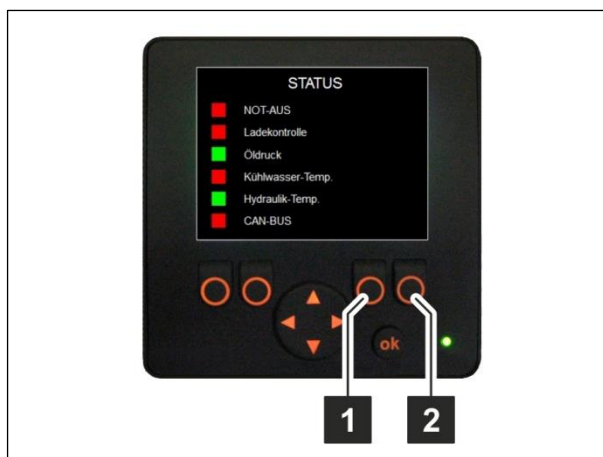 STATUS
NOT-AUS
Ladekontrolle
Öldruck
Kühlwasser-Temp.
Hydraulik-Temp.
CAN-BUS
ok
1
2